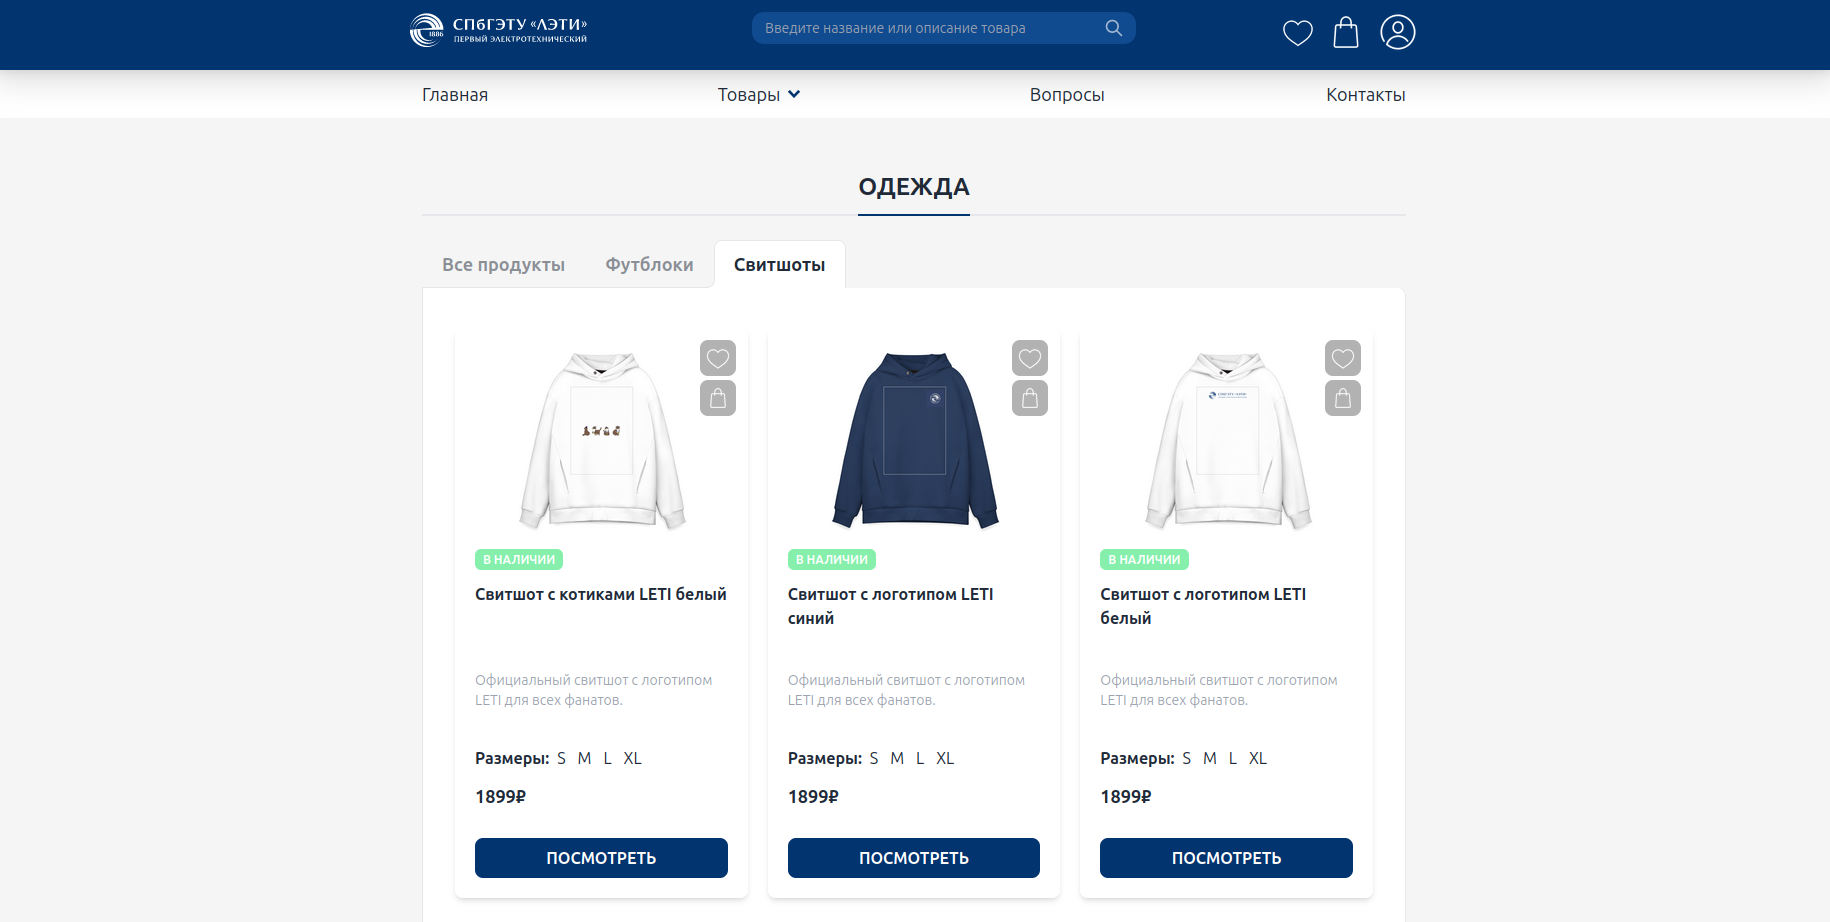 СПбГЭТУ «ЛЭТИ»
ПЕРВЫЙ ЭЛЕКТРОТЕХНИЧЕСКИЙ
1886
Введите название или описание товара
Главная
Товары
Вопросы
Контакты
ОДЕЖДА
Все продукты
Футблоки
Свитшоты
СПбГЭТУ «ЛЭТИ»
В НАЛИЧИИ
Свитшот с котиками LETI белый
Официальный свитшот с логотипом
LETI для всех фанатов.
Размеры: S M L XL
1899₽
ПОСМОТРЕТЬ
В НАЛИЧИИ
Свитшот с логотипом LETI
синий
Официальный свитшот с логотипом
LETI для всех фанатов.
Размеры: S M L XL
1899₽
ПОСМОТРЕТЬ
В НАЛИЧИИ
Свитшот с логотипом LETI
белый
Официальный свитшот с логотипом
LETI для всех фанатов.
Размеры: S M L XL
1899₽
ПОСМОТРЕТЬ